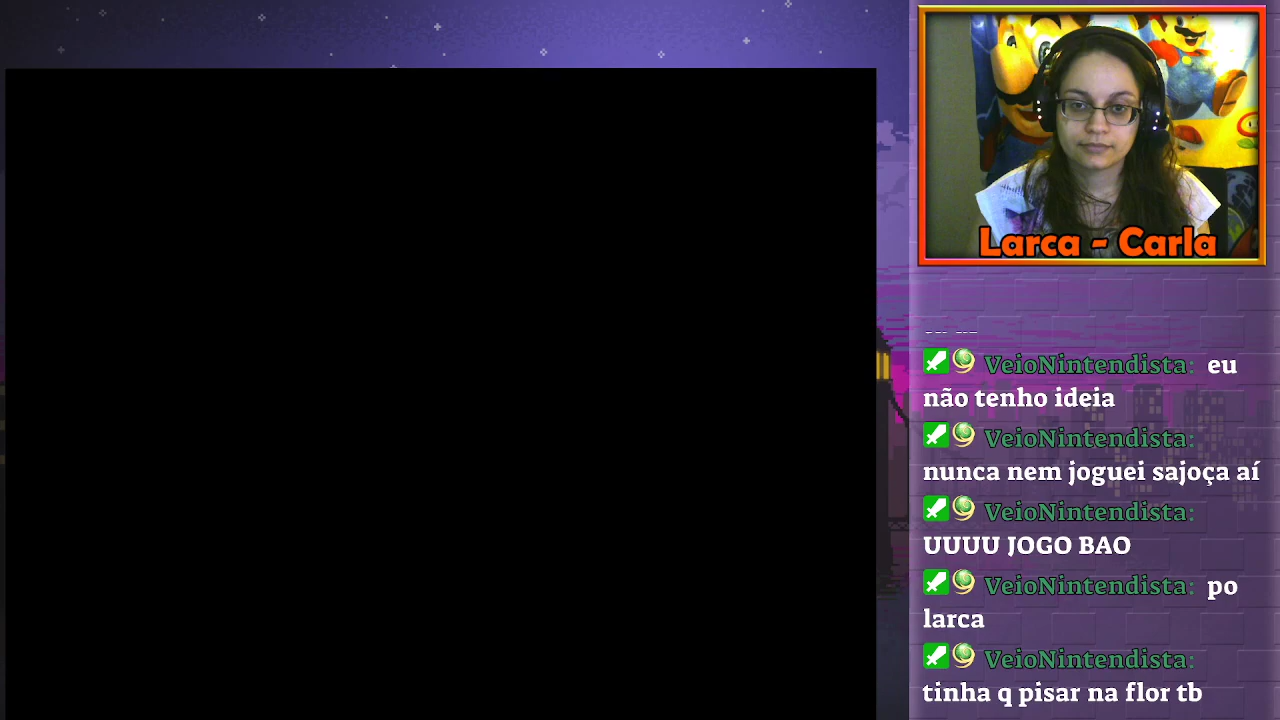 Larca - Carla
VeioNintendista: eu
não tenho ideia
VeioNintendista:
nunca nem joguei sajoça aí
VeioNintendista:
UUUU JOGO BAO
VeioNintendista: po
larca
VeioNintendista:
tinha q pisar na flor tb